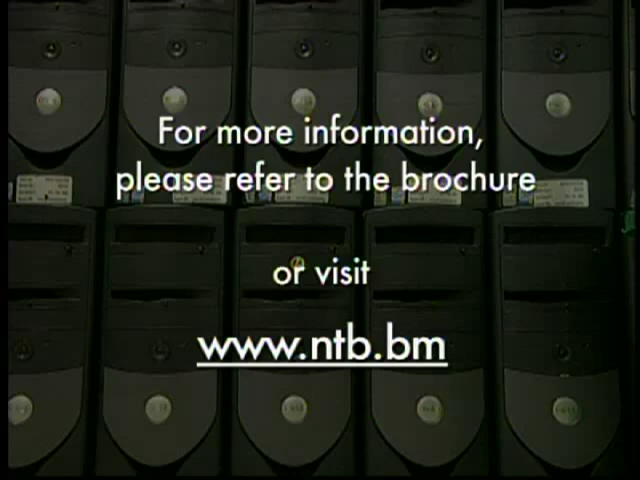 For more information,
please refer to the brochure
or visit
www.ntb.bm